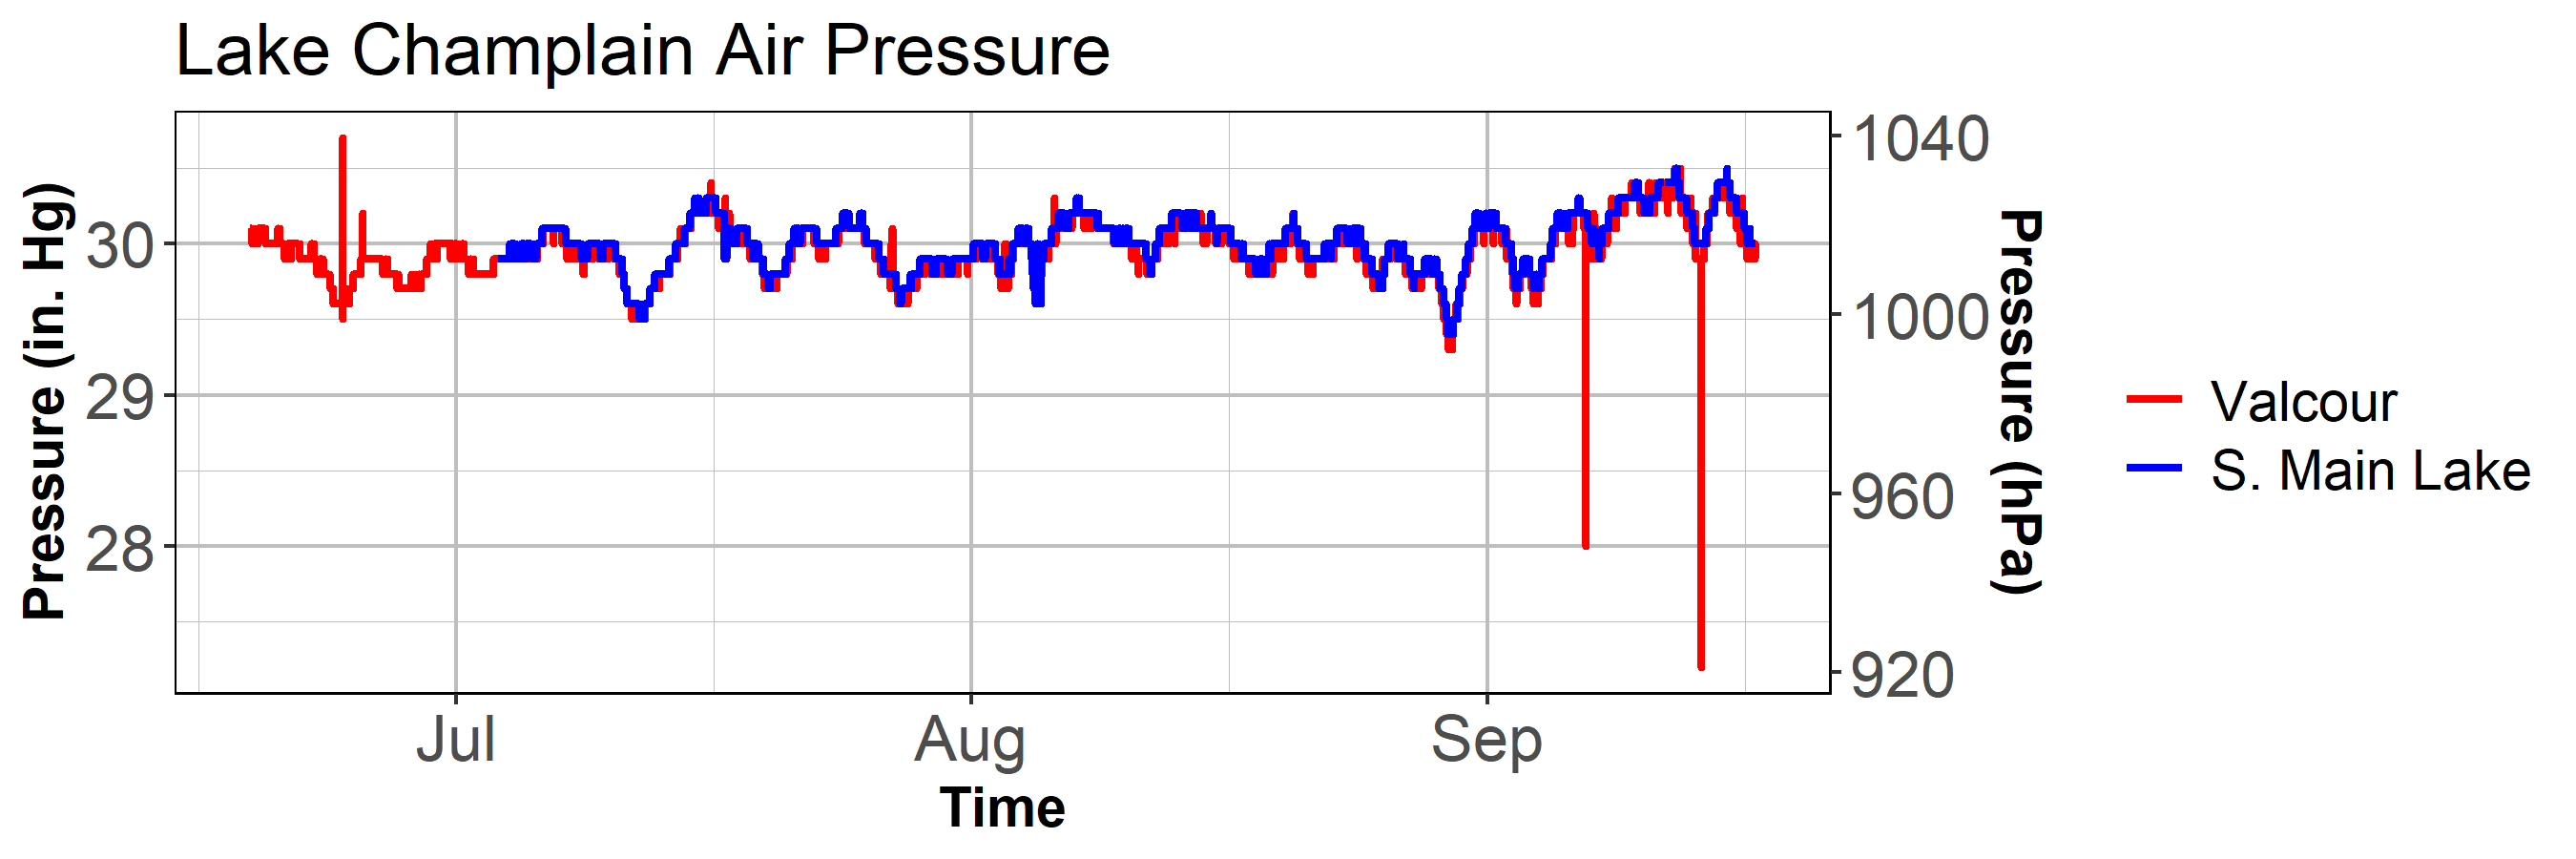 Lake Champlain Air Pressure
Pressure (in. Hg)
30
29
28
1040
1000
960
920
Pressure (hPa)
Jul
Aug
Sep
Time
Valcour
S. Main Lake